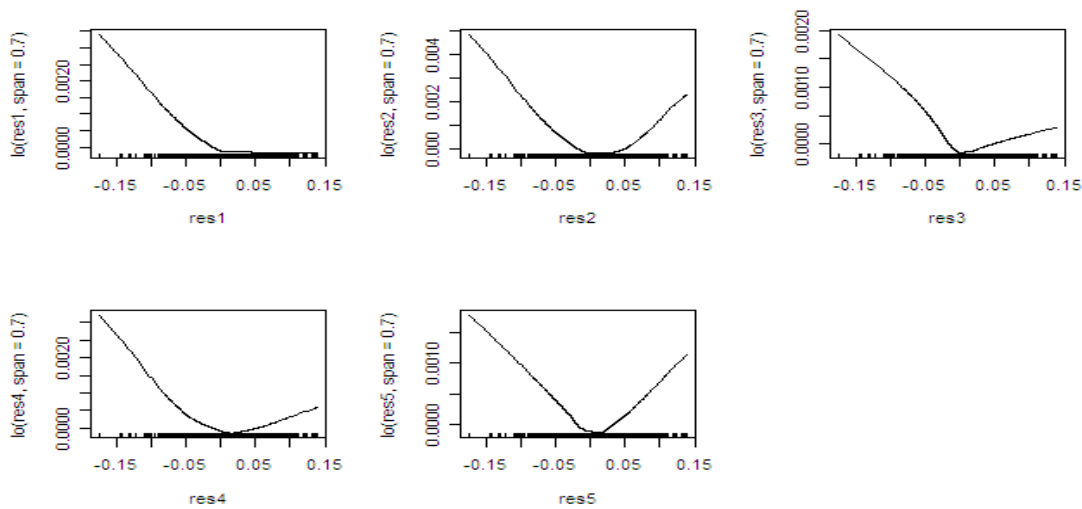 lo(res1, span = 0.7)
0.0020
0.0000
-0.15 -0.05 0.05 0.15
res1
lo(res2, span = 0.7)
0.004
0.002
0.000
-0.15 -0.05 0.05 0.15
res2
lo(res3, span = 0.7)
0.0020
0.0010
0.0000
-0.15 -0.05 0.05 0.15
res3
lo(res4, span = 0.7)
0.0020
0.0000
-0.15 -0.05 0.05 0.15
res4
lo(res5, span = 0.7)
0.0010
0.0000
-0.15 -0.05 0.05 0.15
res5